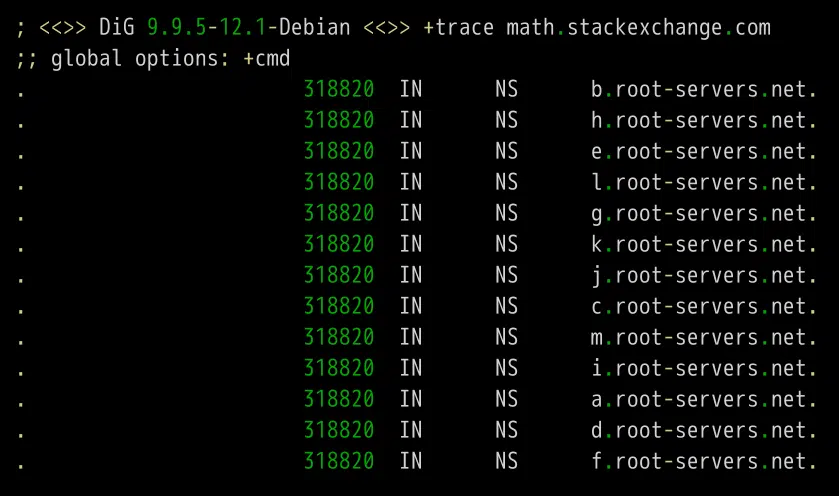 ; <<>> DiG 9.9.5-12.1-Debian <<>> +trace math.stackexchange.com
;; global options: +cmd
. 318820 IN NS b.root-servers.net.
. 318820 IN NS h.root-servers.net.
. 318820 IN NS e.root-servers.net.
. 318820 IN NS l.root-servers.net.
. 318820 IN NS g.root-servers.net.
. 318820 IN NS k.root-servers.net.
. 318820 IN NS j.root-servers.net.
. 318820 IN NS c.root-servers.net.
. 318820 IN NS m.root-servers.net.
. 318820 IN NS i.root-servers.net.
. 318820 IN NS a.root-servers.net.
. 318820 IN NS d.root-servers.net.
. 318820 IN NS f.root-servers.net.